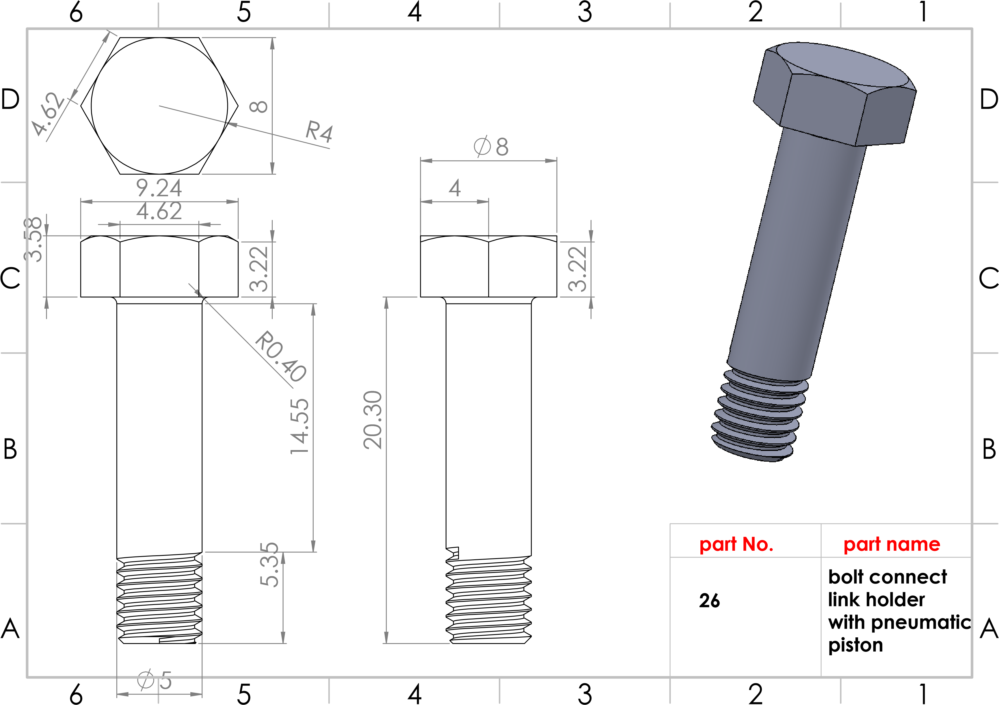 6 5 4 3 2 1
D D
4.62
8
R4
∅8
9.24
4
4.62
3.58
3.22
3.22
C C
R0.40
14.55
20.30
B B
5.35
part No. part name
bolt connect
link holder
26
with pneumatic
piston
A A
∅5
6 5 4 3 2 1